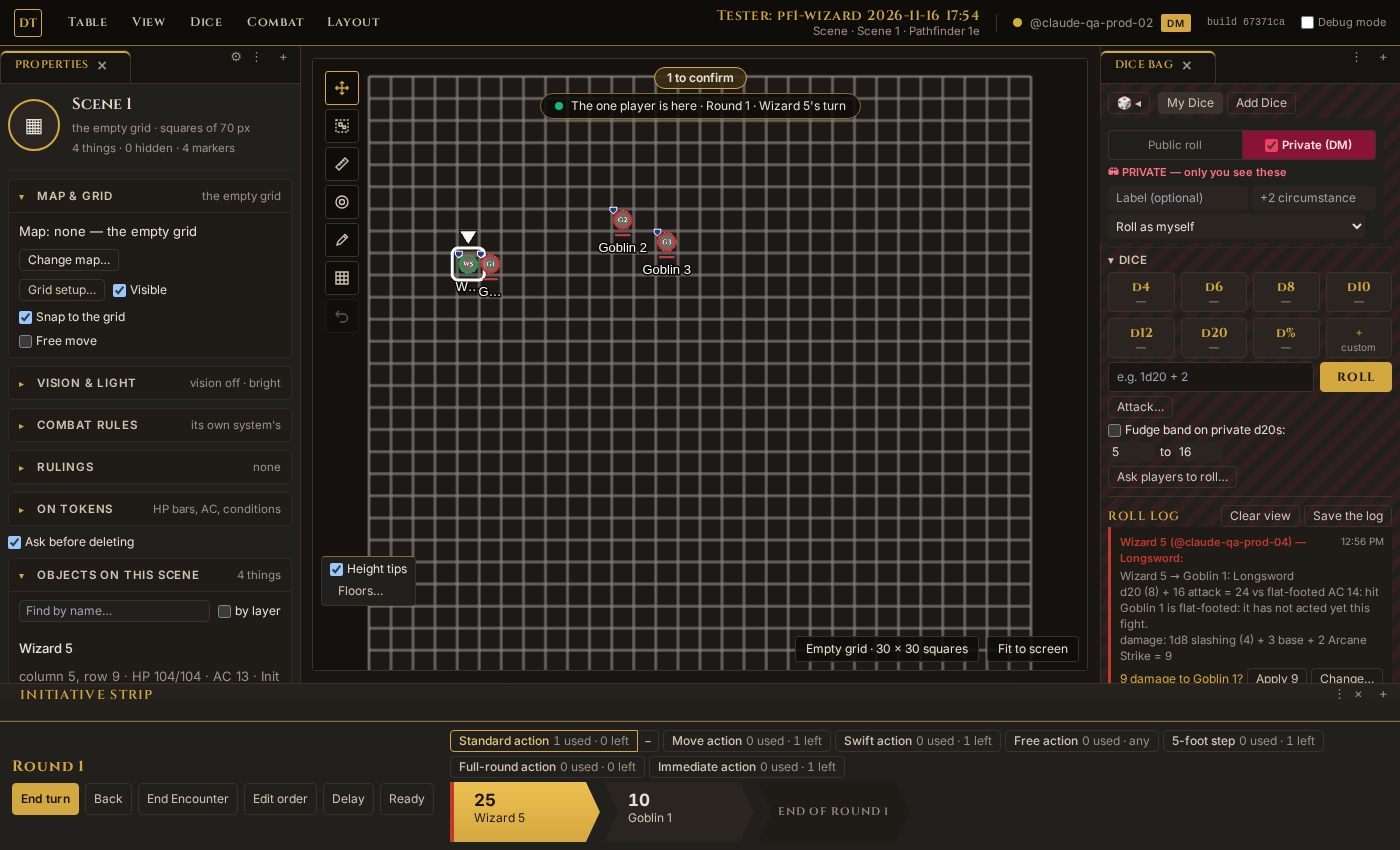 DT
TABLE VIEW DICE COMBAT LAYOUT
TESTER: PF1-WIZARD 2026-11-16 17:54
Scene · Scene 1 · Pathfinder 1e
@claude-qa-prod-02 DM
build 67371ca
Debug mode
PROPERTIES
SCENE 1
the empty grid · squares of 70 px
4 things · 0 hidden · 4 markers
MAP & GRID the empty grid
Map: none — the empty grid
Change map...
Grid setup... Visible
Snap to the grid
Free move
VISION & LIGHT vision off · bright
COMBAT RULES its own system's
RULINGS none
ON TOKENS HP bars, AC, conditions
Ask before deleting
OBJECTS ON THIS SCENE 4 things
Find by name... by layer
Wizard 5
column 5, row 9 · HP 104/104 · AC 13 · Init
1 to confirm
The one player is here · Round 1 · Wizard 5's turn
G2
Goblin 2
G3
Goblin 3
W5 G1
W... G...
Height tips
Floors...
Empty grid · 30 × 30 squares Fit to screen
DICE BAG
My Dice Add Dice
Public roll Private (DM)
PRIVATE — only you see these
Label (optional) +2 circumstance
Roll as myself
DICE
D4 D6 D8 D10
— — — —
D12 D20 D% +
— — — custom
e.g. 1d20 + 2 ROLL
Attack...
Fudge band on private d20s:
5 to 16
Ask players to roll...
ROLL LOG Clear view Save the log
Wizard 5 (@claude-qa-prod-04) — 12:56 PM
Longsword:
Wizard 5 → Goblin 1: Longsword
d20 (8) + 16 attack = 24 vs flat-footed AC 14: hit
Goblin 1 is flat-footed: it has not acted yet this
fight.
damage: 1d8 slashing (4) + 3 base + 2 Arcane
Strike = 9
9 damage to Goblin 1? Apply 9 Change...
INITIATIVE STRIP
ROUND 1
End turn Back End Encounter Edit order Delay Ready
Standard action 1 used · 0 left – Move action 0 used · 1 left Swift action 0 used · 1 left Free action 0 used · any 5-foot step 0 used · 1 left
Full-round action 0 used · 0 left Immediate action 0 used · 1 left
25
Wizard 5
10
Goblin 1
END OF ROUND 1